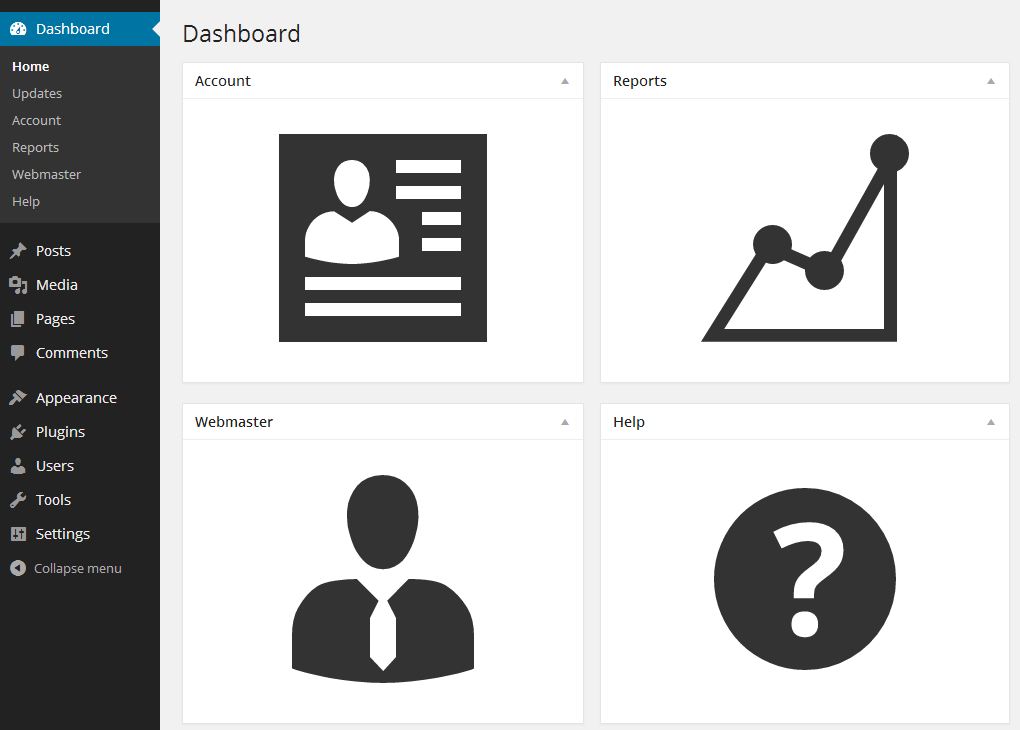 Dashboard
Home
Updates
Account
Reports
Webmaster
Help
Posts
Media
Pages
Comments
Appearance
Plugins
Users
Tools
Settings
Collapse menu
Dashboard
Account
Reports
Webmaster
Help
?